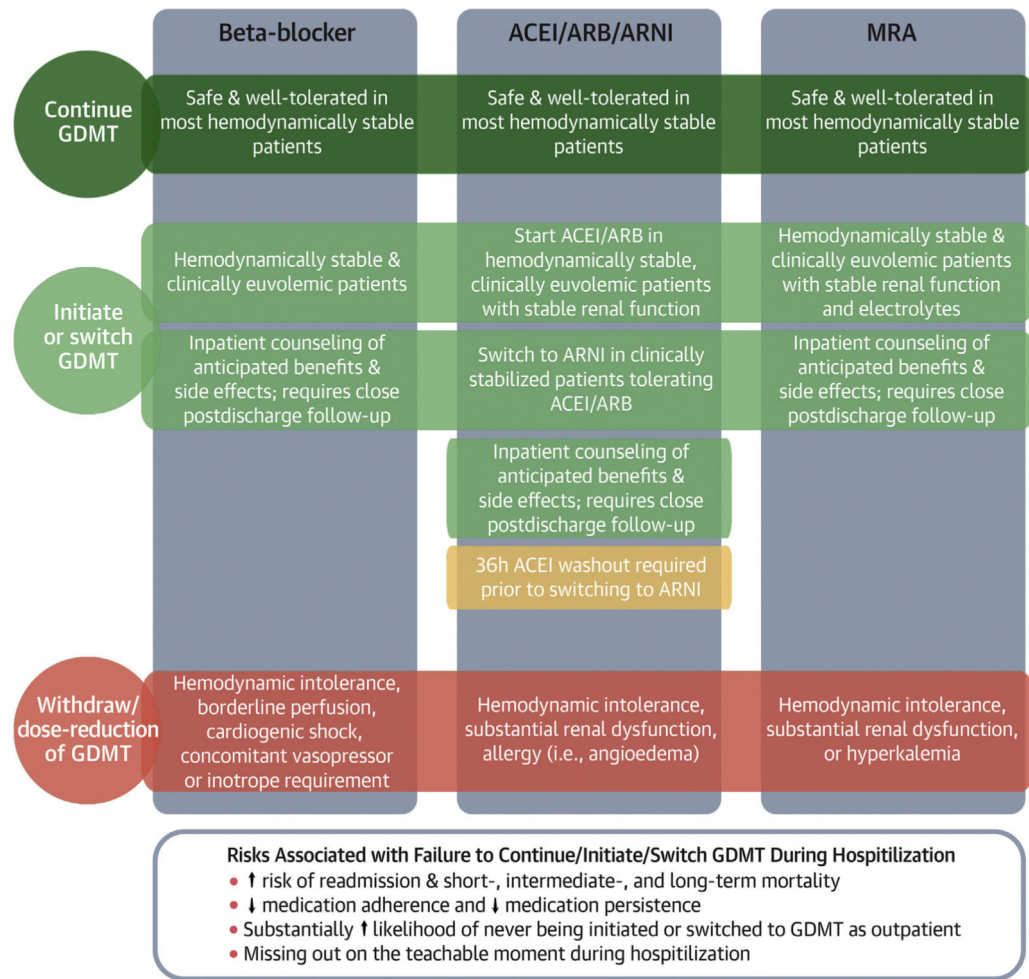 Beta-blocker
ACEI/ARB/ARNI
MRA
Continue
GDMT
Safe & well-tolerated in
most hemodynamically stable
patients
Safe & well-tolerated in
most hemodynamically stable
patients
Safe & well-tolerated in
most hemodynamically stable
patients
Initiate
or switch
GDMT
Hemodynamically stable &
clinically euvolemic patients
Start ACEI/ARB in
hemodynamically stable,
clinically euvolemic patients
with stable renal function
Hemodynamically stable &
clinically euvolemic patients
with stable renal function
and electrolytes
Inpatient counseling of
anticipated benefits &
side effects; requires close
postdischarge follow-up
Switch to ARNI in clinically
stabilized patients tolerating
ACEI/ARB
Inpatient counseling of
anticipated benefits &
side effects; requires close
postdischarge follow-up
Inpatient counseling of
anticipated benefits &
side effects; requires close
postdischarge follow-up
36h ACEI washout required
prior to switching to ARNI
Withdraw/
dose-reduction
of GDMT
Hemodynamic intolerance,
borderline perfusion,
cardiogenic shock,
concomitant vasopressor
or inotrope requirement
Hemodynamic intolerance,
substantial renal dysfunction,
allergy (i.e., angioedema)
Hemodynamic intolerance,
substantial renal dysfunction,
or hyperkalemia
Risks Associated with Failure to Continue/Initiate/Switch GDMT During Hospitilization
• ↑ risk of readmission & short-, intermediate-, and long-term mortality
• ↓ medication adherence and ↓ medication persistence
• Substantially ↑ likelihood of never being initiated or switched to GDMT as outpatient
• Missing out on the teachable moment during hospitilization